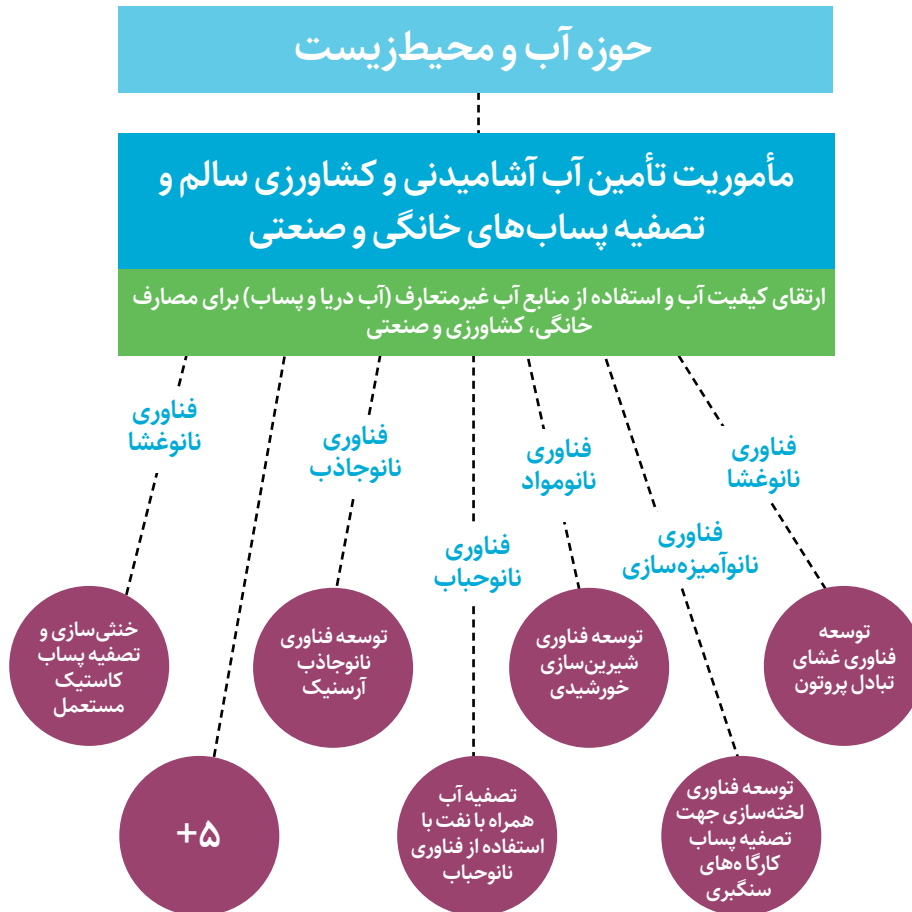 حوزه آب و محیط‌زیست
مأموریت تأمین آب آشامیدنی و کشاورزی سالم و
تصفیه پساب‌های خانگی و صنعتی
ارتقای کیفیت آب و استفاده از منابع آب غیرمتعارف (آب دریا و پساب) برای مصارف
خانگی، کشاورزی و صنعتی
فناوری
نانوغشا
فناوری
نانوآمیزه‌سازی
فناوری
نانومواد
فناوری
نانوحباب
فناوری
نانوجاذب
فناوری
نانوغشا
توسعه
فناوری غشای
تبادل پروتون
توسعه فناوری
لخته‌سازی جهت
تصفیه پساب
کارگا ه‌های
سنگبری
توسعه فناوری
شیرین‌سازی
خورشیدی
تصفیه آب
همراه با نفت با
استفاده از فناوری
نانوحباب
توسعه فناوری
نانوجاذب
آرسنیک
+۵
خنثی‌سازی و
تصفیه پساب
کاستیک
مستعمل